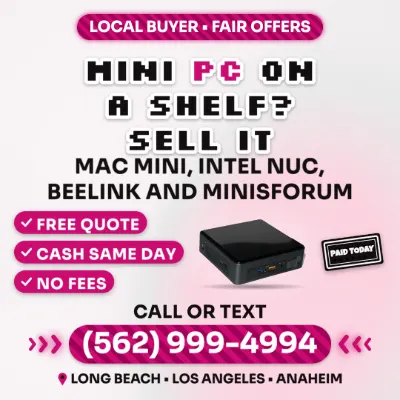 LOCAL BUYER • FAIR OFFERS
MINI PC ON
A SHELF?
SELL IT
MAC MINI, INTEL NUC,
BEELINK AND MINISFORUM
FREE QUOTE
CASH SAME DAY
NO FEES
PAID TODAY
CALL OR TEXT
(562) 999-4994
LONG BEACH • LOS ANGELES • ANAHEIM